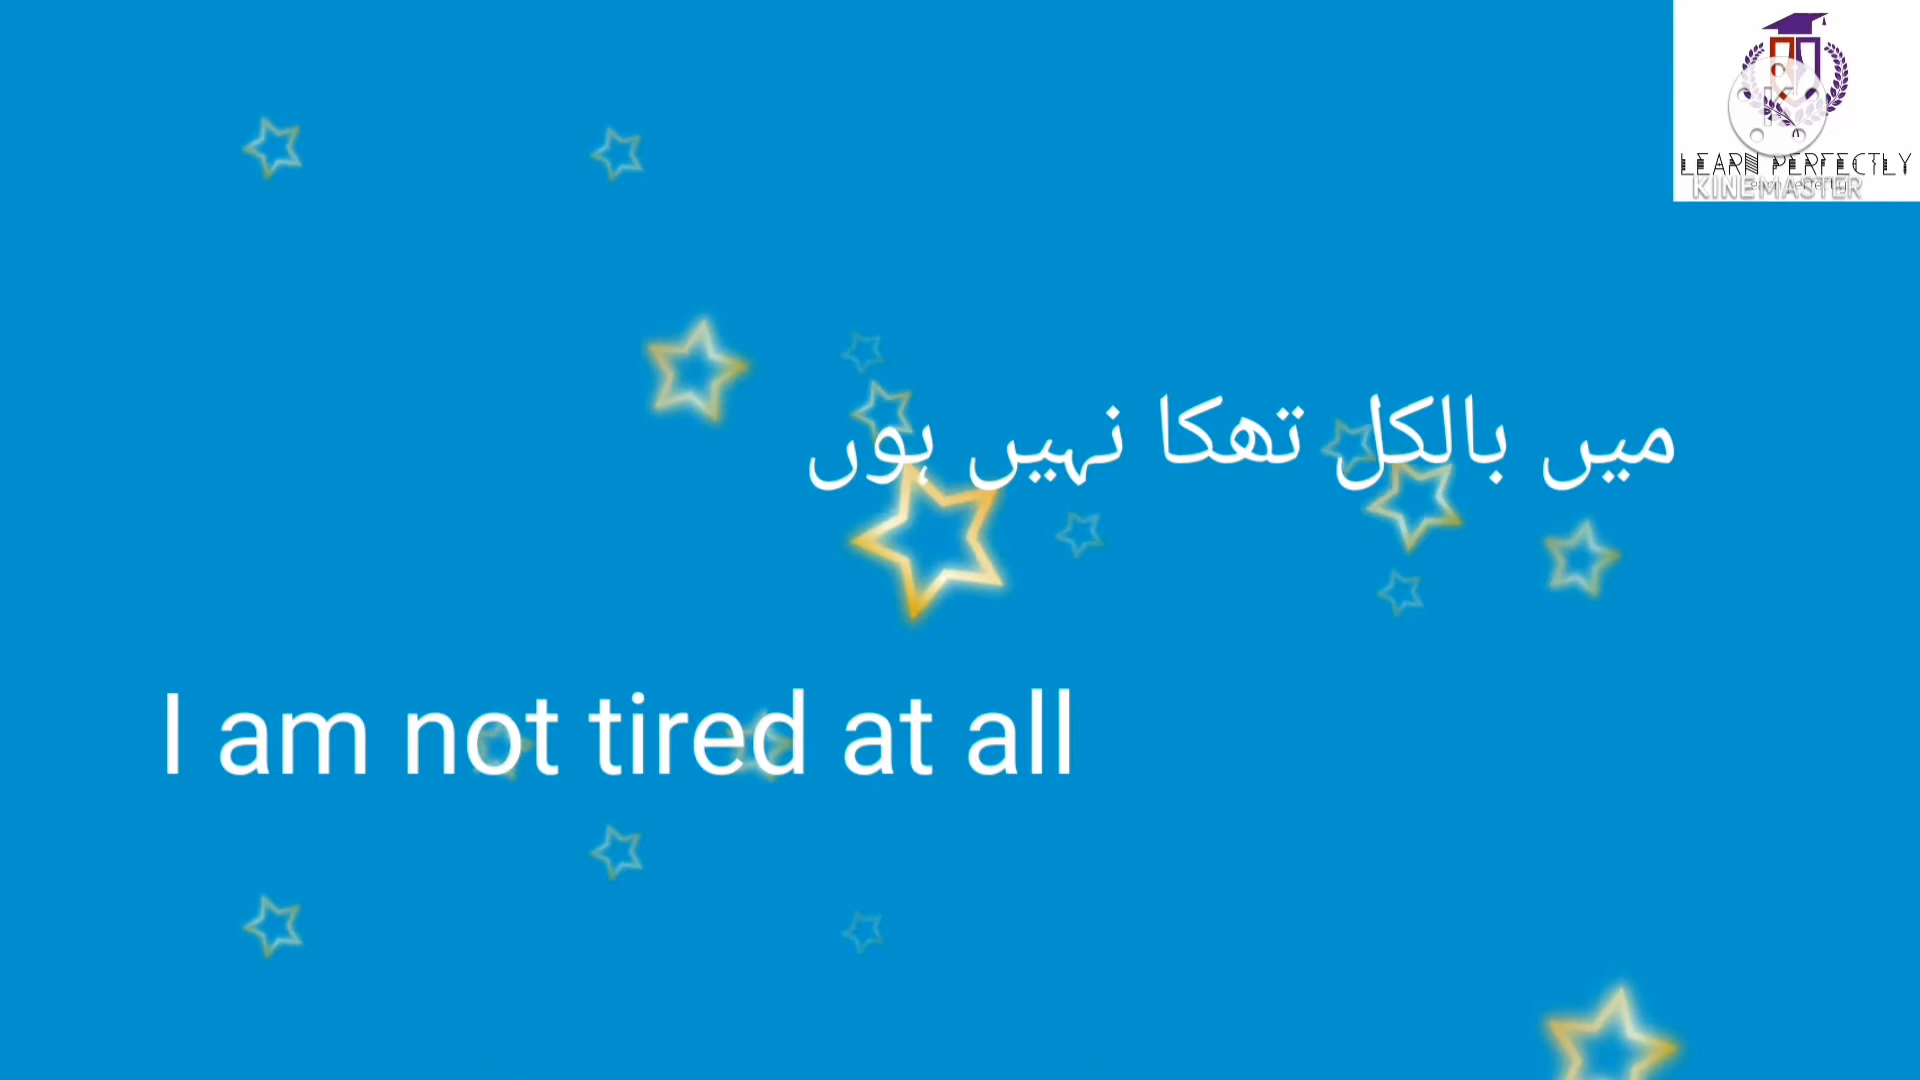 LEARN PERFECTLY
KINEMASTER
میں بالکل تھکا نہیں ہوں
I am not tired at all